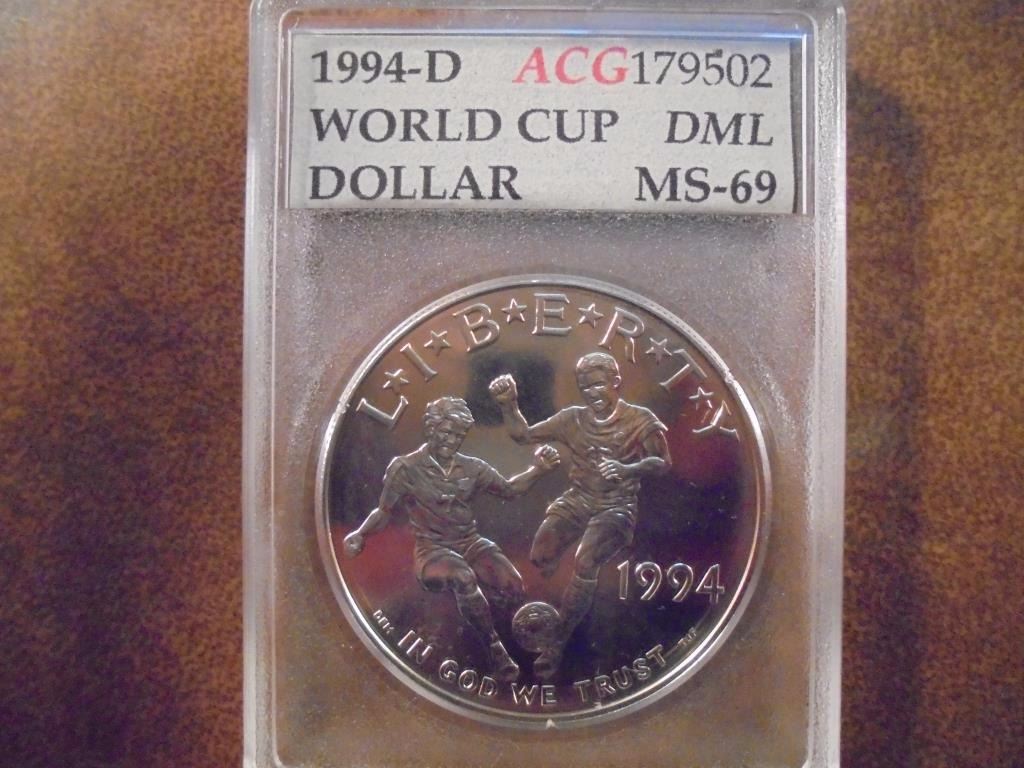 1994-D ACG179502
WORLD CUP DML
DOLLAR MS-69
L★I★B★E★R★T★Y
1994
IN GOD WE TRUST